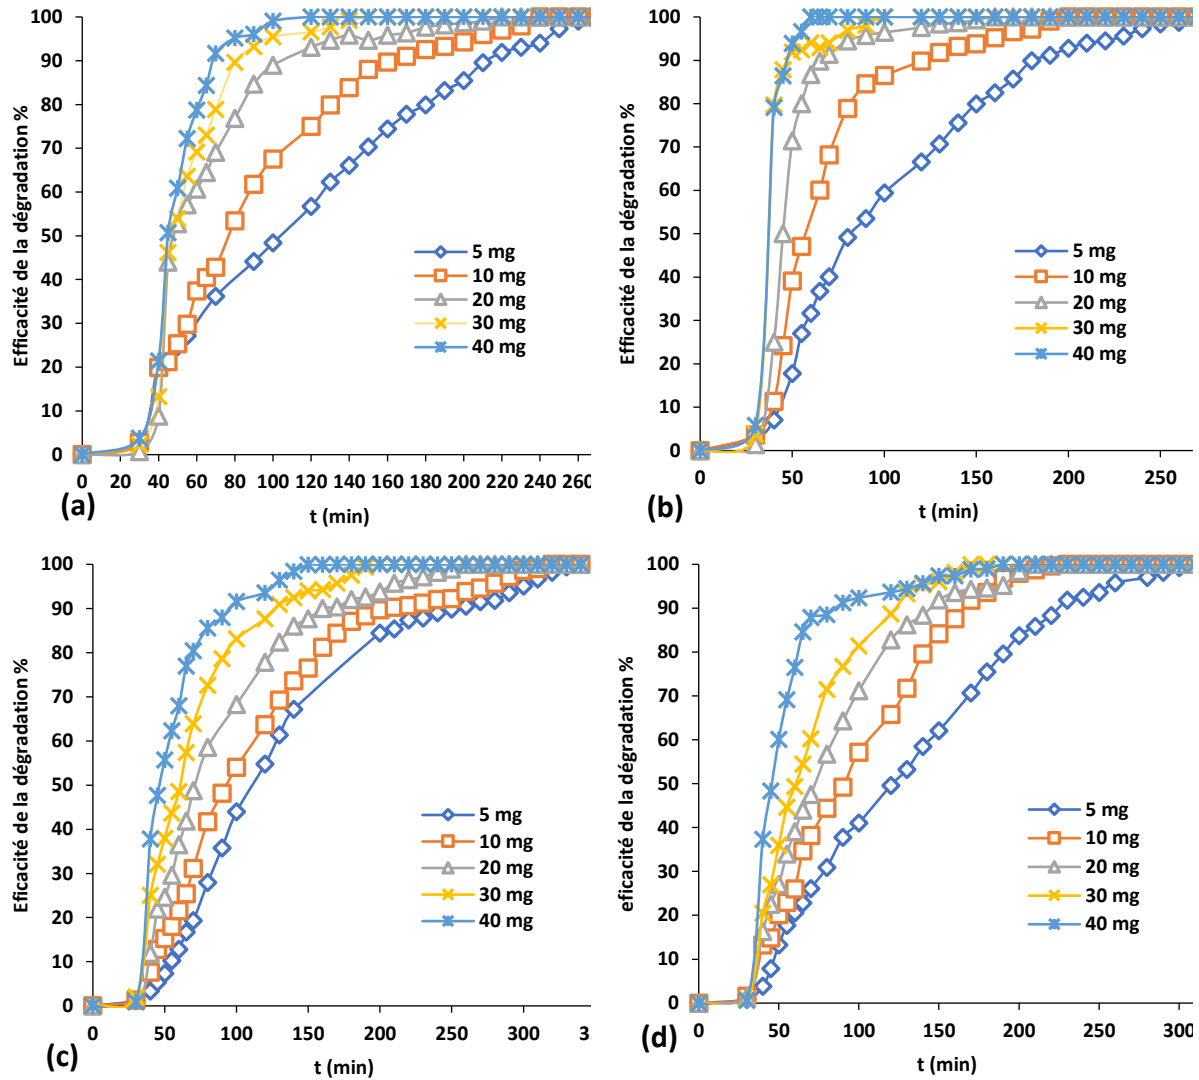 Efficacité de la dégradation %
100
90
80
70
60
50
40
30
20
10
0
0 20 40 60 80 100 120 140 160 180 200 220 240 260
t (min)
(a)
5 mg
10 mg
20 mg
30 mg
40 mg
Efficacité de la dégradation %
100
90
80
70
60
50
40
30
20
10
0
0 50 100 150 200 250
t (min)
(b)
5 mg
10 mg
20 mg
30 mg
40 mg
Eficacité de la dégradation %
100
90
80
70
60
50
40
30
20
10
0
0 50 100 150 200 250 300 3
t (min)
(c)
5 mg
10 mg
20 mg
30 mg
40 mg
eficacité de la dégradation %
100
90
80
70
60
50
40
30
20
10
0
0 50 100 150 200 250 300
t (min)
(d)
5 mg
10 mg
20 mg
30 mg
40 mg